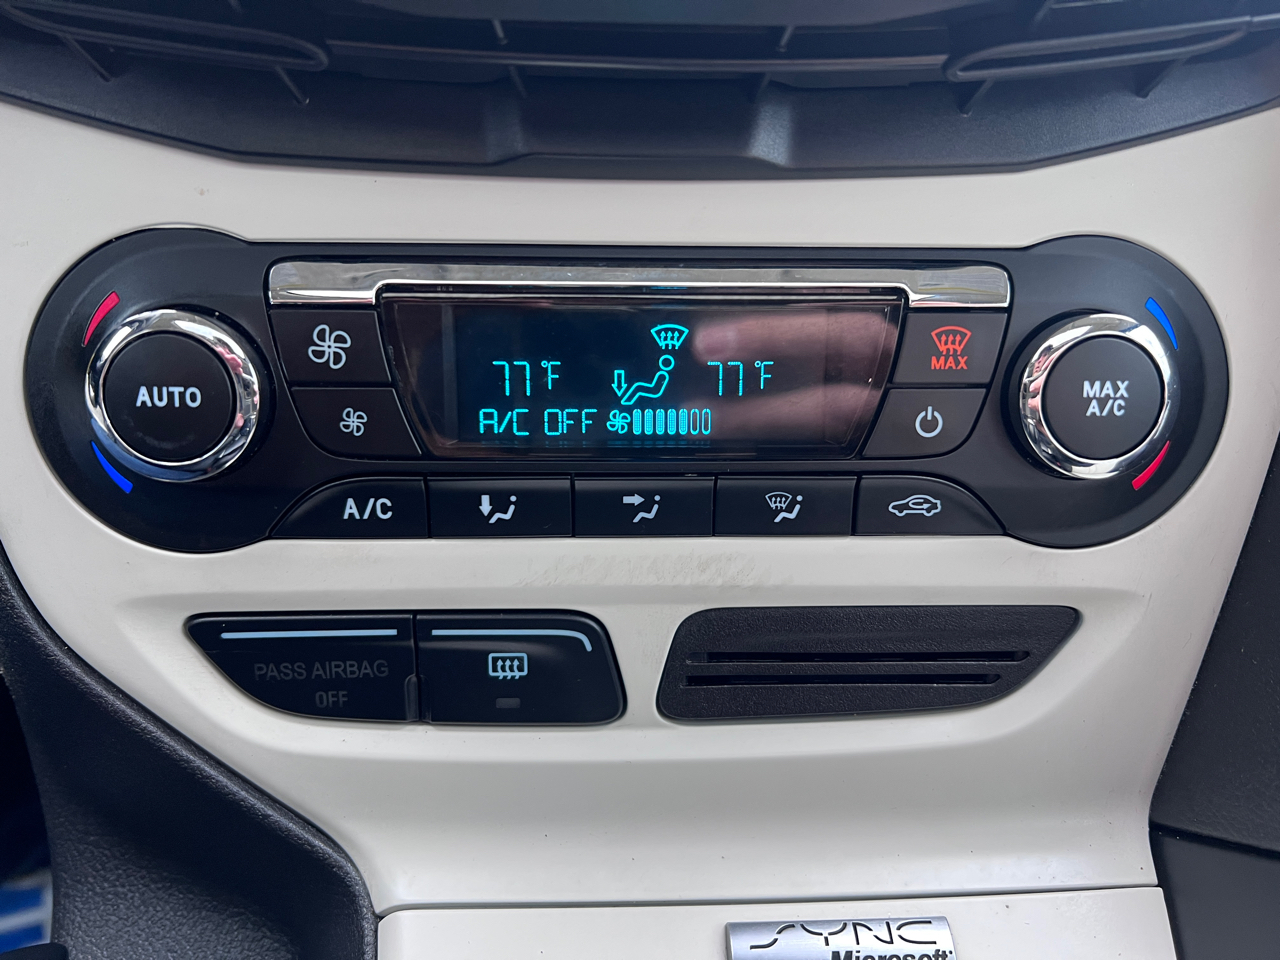 AUTO
77°F
77°F
A/C OFF
MAX
MAX
A/C
A/C
PASS AIRBAG
OFF
SYNC
Microsoft